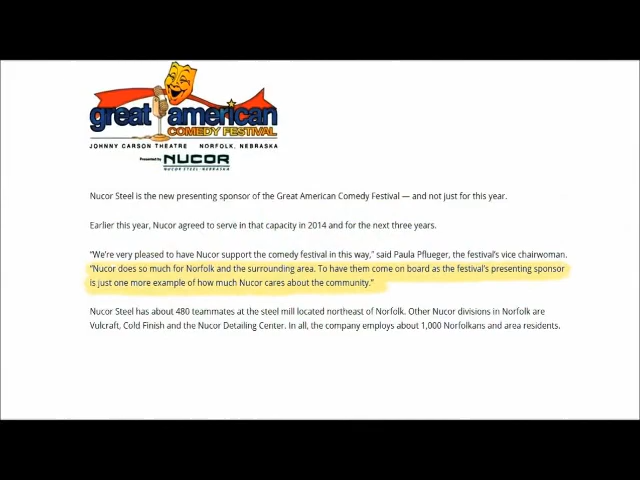 great american
COMEDY FESTIVAL
JOHNNY CARSON THEATRE NORFOLK, NEBRASKA
Presented by NUCOR
NUCOR STEEL-NEBRASKA
Nucor Steel is the new presenting sponsor of the Great American Comedy Festival — and not just for this year.
Earlier this year, Nucor agreed to serve in that capacity in 2014 and for the next three years.
“We’re very pleased to have Nucor support the comedy festival in this way,” said Paula Pflueger, the festival’s vice chairwoman.
“Nucor does so much for Norfolk and the surrounding area. To have them come on board as the festival’s presenting sponsor
is just one more example of how much Nucor cares about the community.”
Nucor Steel has about 480 teammates at the steel mill located northeast of Norfolk. Other Nucor divisions in Norfolk are
Vulcraft, Cold Finish and the Nucor Detailing Center. In all, the company employs about 1,000 Norfolkans and area residents.